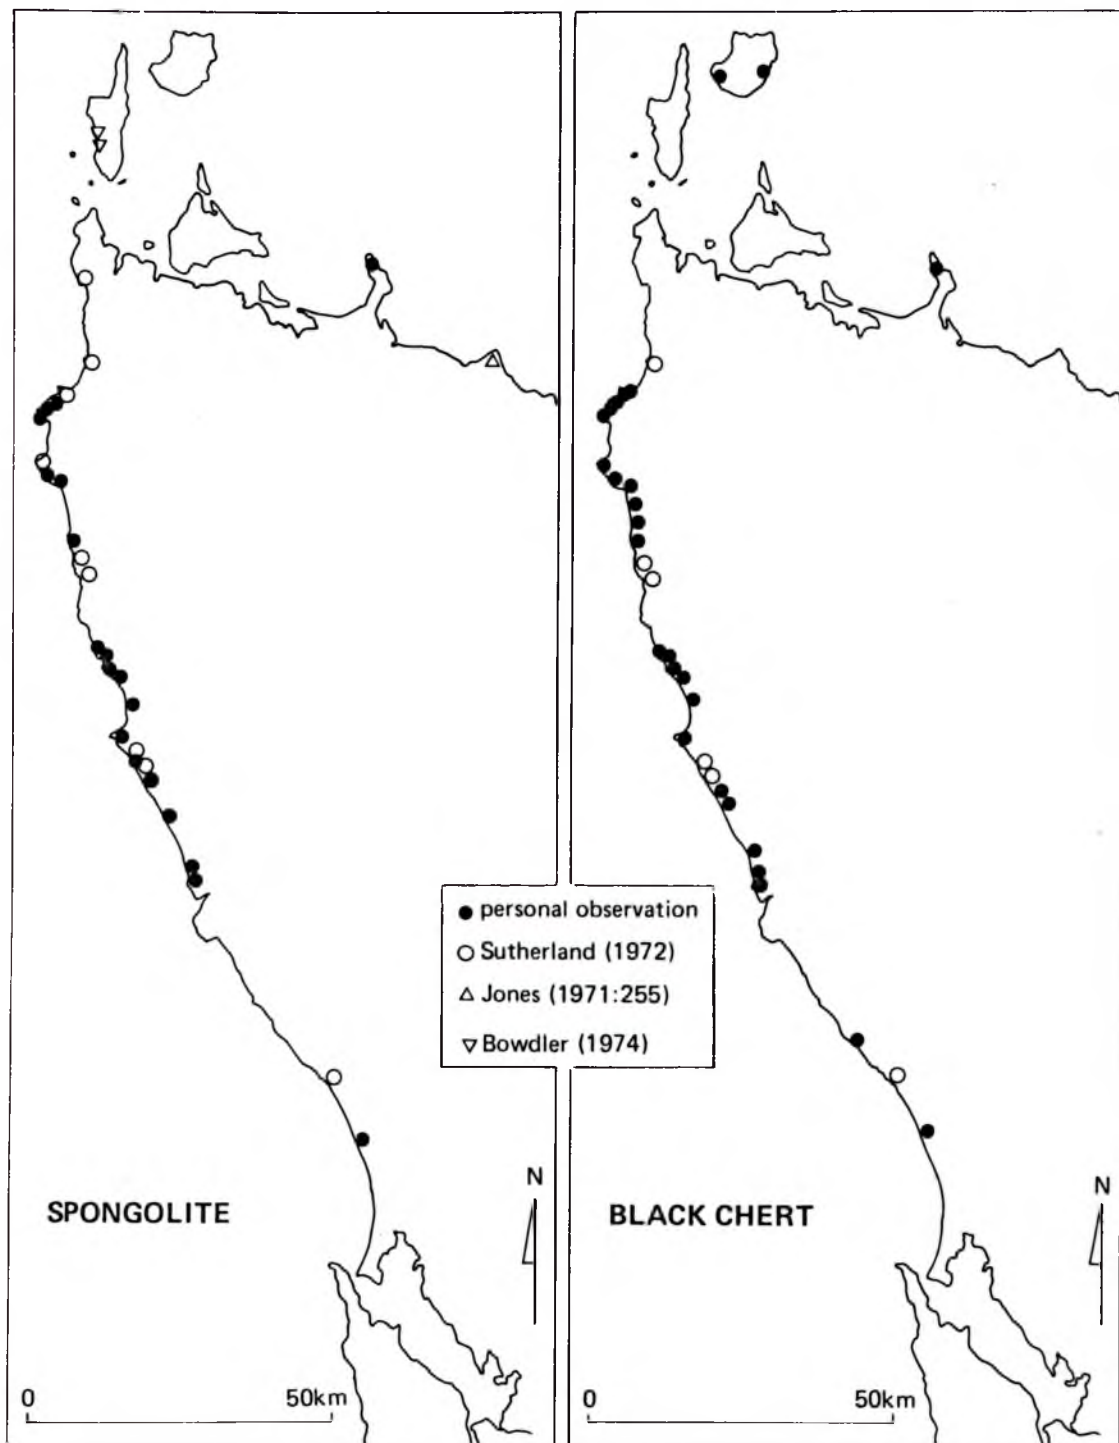 personal observation
Sutherland (1972)
Jones (1971:255)
Bowdler (1974)
N
SPONGOLITE
0 50km
N
BLACK CHERT
0 50km